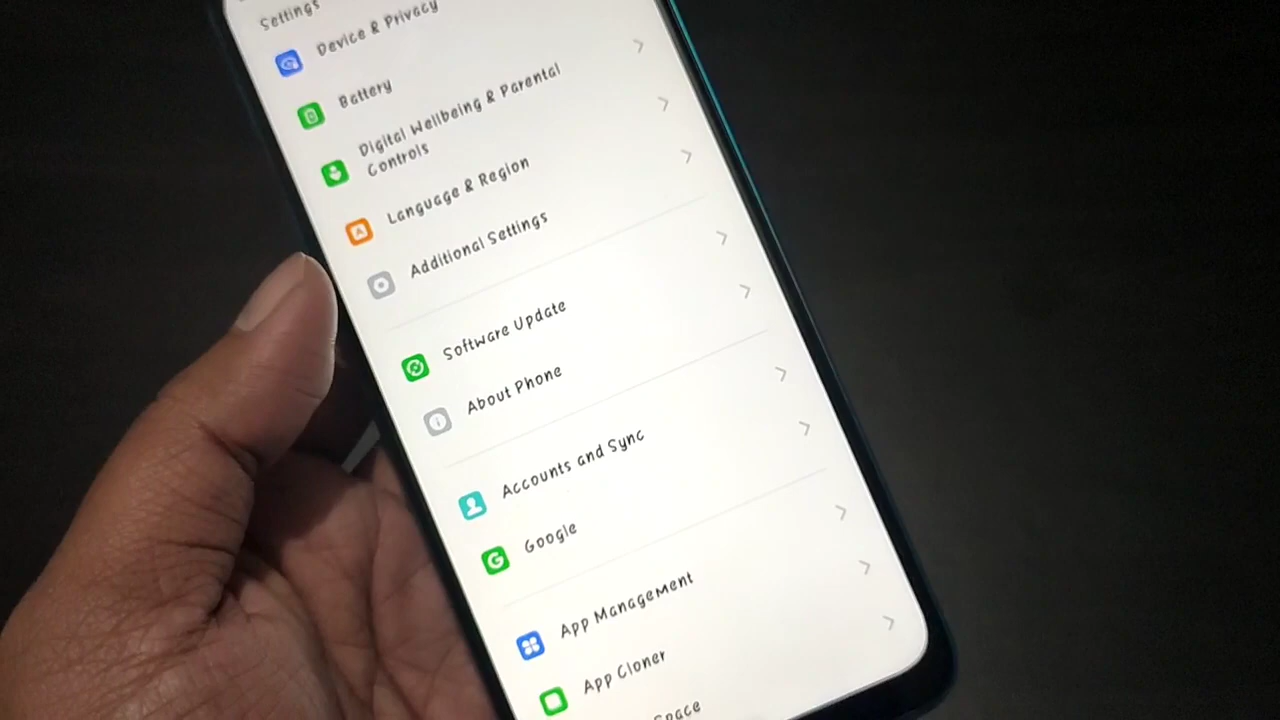 Settings
Device & Privacy
Battery
Digital Wellbeing & Parental
Controls
Language & Region
Additional Settings
Software Update
About Phone
Accounts and Sync
Google
App Management
App Cloner
Space